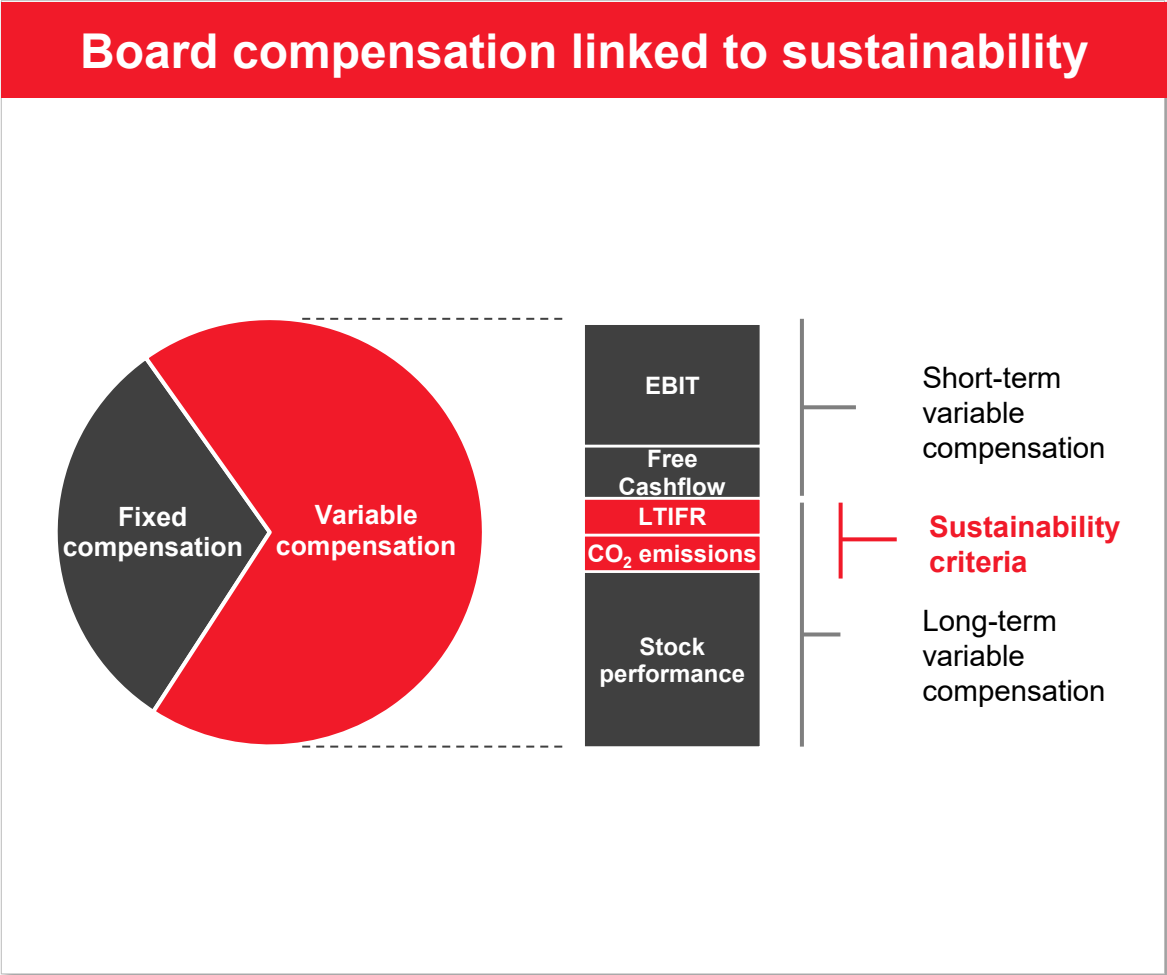 Board compensation linked to sustainability
Fixed
compensation
Variable
compensation
EBIT
Free
Cashflow
LTIFR
CO₂ emissions
Stock
performance
Short-term
variable
compensation
Sustainability
criteria
Long-term
variable
compensation